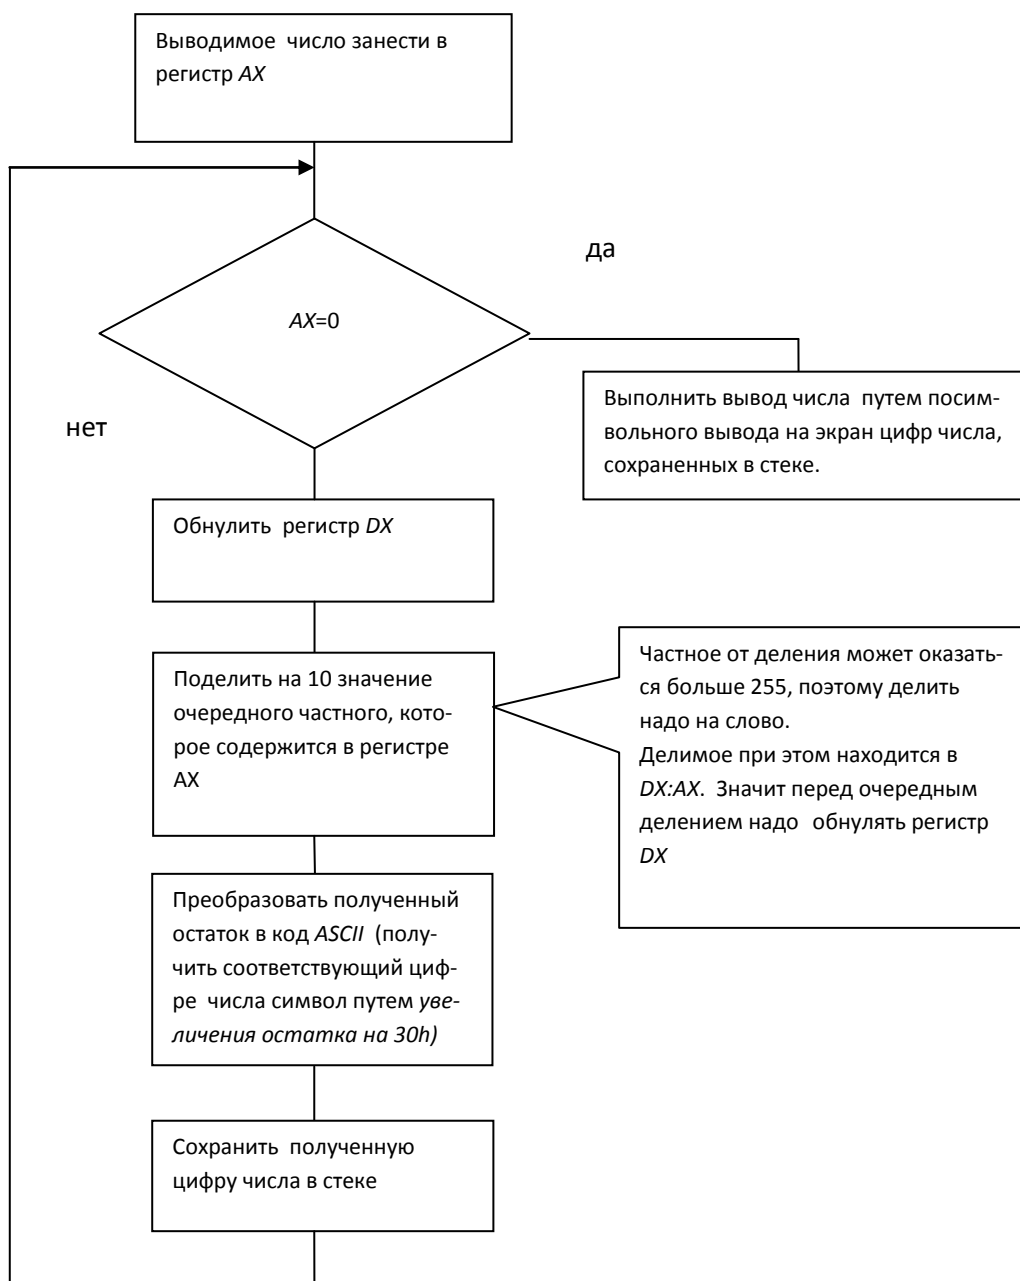 Выводимое число занести в
регистр AX
да
AX=0
нет
Выполнить вывод числа путем посим-
вольного вывода на экран цифр числа,
сохраненных в стеке.
Обнулить регистр DX
Поделить на 10 значение
очередного частного, кото-
рое содержится в регистре
AX
Частное от деления может оказать-
ся больше 255, поэтому делить
надо на слово.
Делимое при этом находится в
DX:AX. Значит перед очередным
делением надо обнулять регистр
DX
Преобразовать полученный
остаток в код ASCII (полу-
чить соответствующий циф-
ре числа символ путем уве-
личения остатка на 30h)
Сохранить полученную
цифру числа в стеке